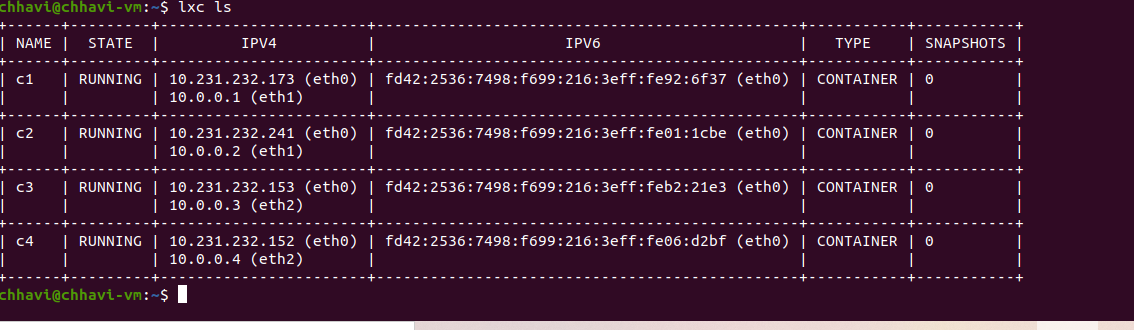 chhavi@chhavi-vm:~$ lxc ls
+------+---------+-----------------------+-----------------------------------------------+-----------+-----------+
| NAME | STATE | IPV4 | IPV6 | TYPE | SNAPSHOTS |
+------+---------+-----------------------+-----------------------------------------------+-----------+-----------+
| c1 | RUNNING | 10.231.232.173 (eth0) | fd42:2536:7498:f699:216:3eff:fe92:6f37 (eth0) | CONTAINER | 0 |
| | | 10.0.0.1 (eth1) | | | |
+------+---------+-----------------------+-----------------------------------------------+-----------+-----------+
| c2 | RUNNING | 10.231.232.241 (eth0) | fd42:2536:7498:f699:216:3eff:fe01:1cbe (eth0) | CONTAINER | 0 |
| | | 10.0.0.2 (eth1) | | | |
+------+---------+-----------------------+-----------------------------------------------+-----------+-----------+
| c3 | RUNNING | 10.231.232.153 (eth0) | fd42:2536:7498:f699:216:3eff:feb2:21e3 (eth0) | CONTAINER | 0 |
| | | 10.0.0.3 (eth2) | | | |
+------+---------+-----------------------+-----------------------------------------------+-----------+-----------+
| c4 | RUNNING | 10.231.232.152 (eth0) | fd42:2536:7498:f699:216:3eff:fe06:d2bf (eth0) | CONTAINER | 0 |
| | | 10.0.0.4 (eth2) | | | |
+------+---------+-----------------------+-----------------------------------------------+-----------+-----------+
chhavi@chhavi-vm:~$